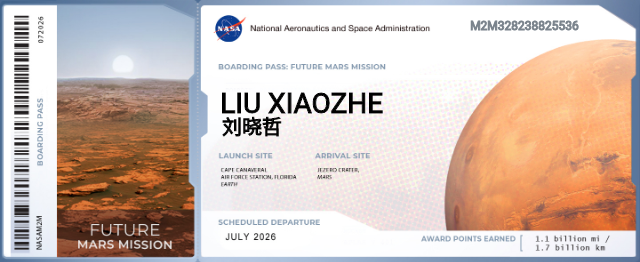 072026
BOARDING PASS
NASAM2M
FUTURE
MARS MISSION
NASA
National Aeronautics and Space Administration
M2M328238825536
BOARDING PASS: FUTURE MARS MISSION
LIU XIAOZHE
刘晓哲
LAUNCH SITE
CAPE CANAVERAL
AIR FORCE STATION, FLORIDA
EARTH
ARRIVAL SITE
JEZERO CRATER,
MARS
SCHEDULED DEPARTURE
JULY 2026
AWARD POINTS EARNED
1.1 billion mi /
1.7 billion km